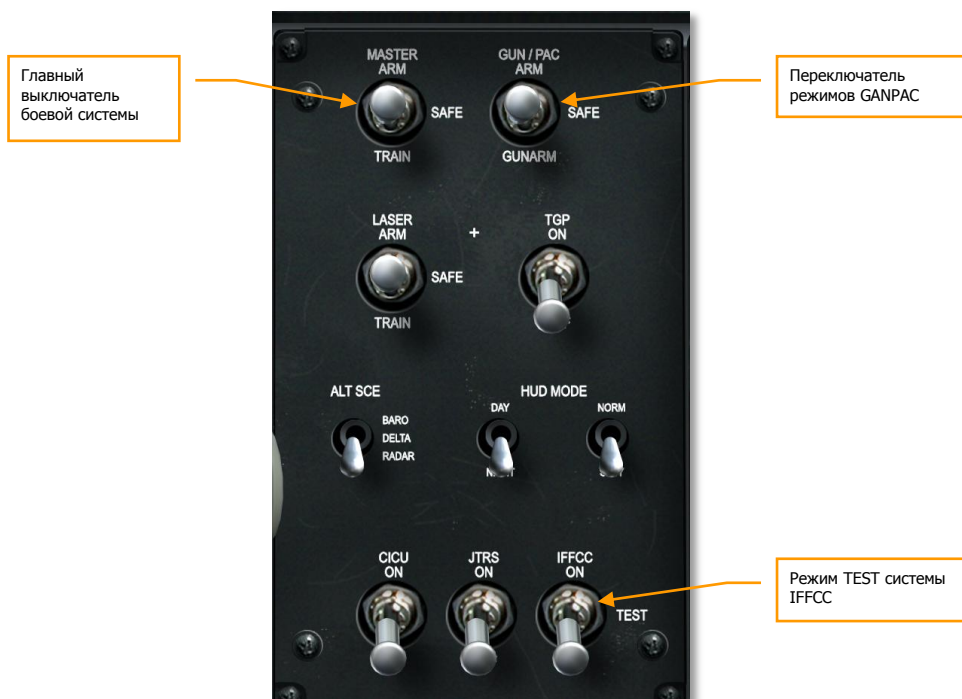 Главный
выключатель
боевой системы
MASTER
ARM
SAFE
TRAIN
GUN / PAC
ARM
SAFE
GUNARM
Переключатель
режимов GANPAC
LASER
ARM
SAFE
TRAIN
+
TGP
ON
ALT SCE
BARO
DELTA
RADAR
HUD MODE
DAY
NORM
CICU
ON
JTRS
ON
IFFCC
ON
TEST
Режим TEST системы
IFFCC